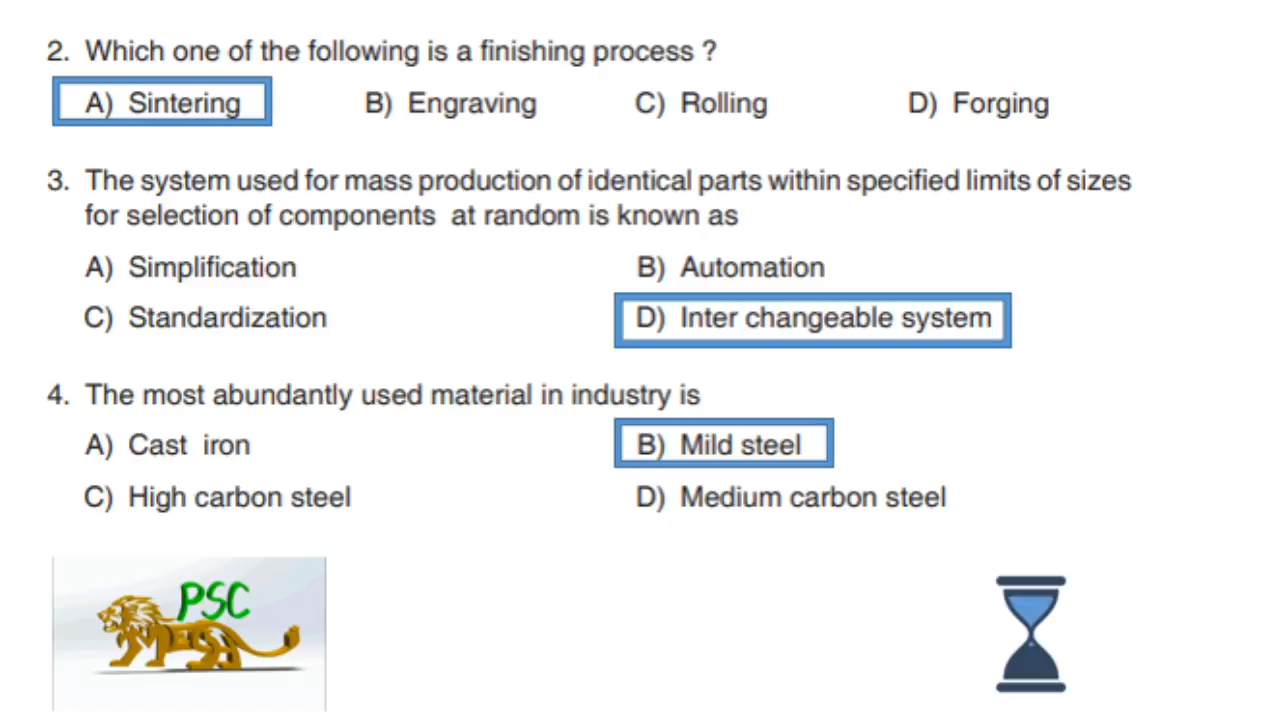 2. Which one of the following is a finishing process ?
A) Sintering B) Engraving C) Rolling D) Forging
3. The system used for mass production of identical parts within specified limits of sizes
for selection of components at random is known as
A) Simplification B) Automation
C) Standardization D) Inter changeable system
4. The most abundantly used material in industry is
A) Cast iron B) Mild steel
C) High carbon steel D) Medium carbon steel
PSC